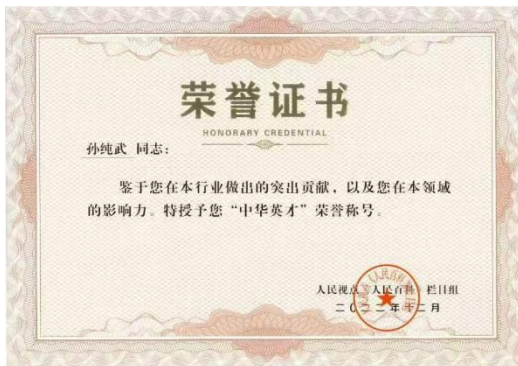 荣誉证书
HONORARY CREDENTIAL
孙纯武 同志：
鉴于您在本行业做出的突出贡献，以及您在本领域
的影响力。特授予您“中华英才”荣誉称号。
人民视点《人民百科》栏目组
二〇二二年十二月